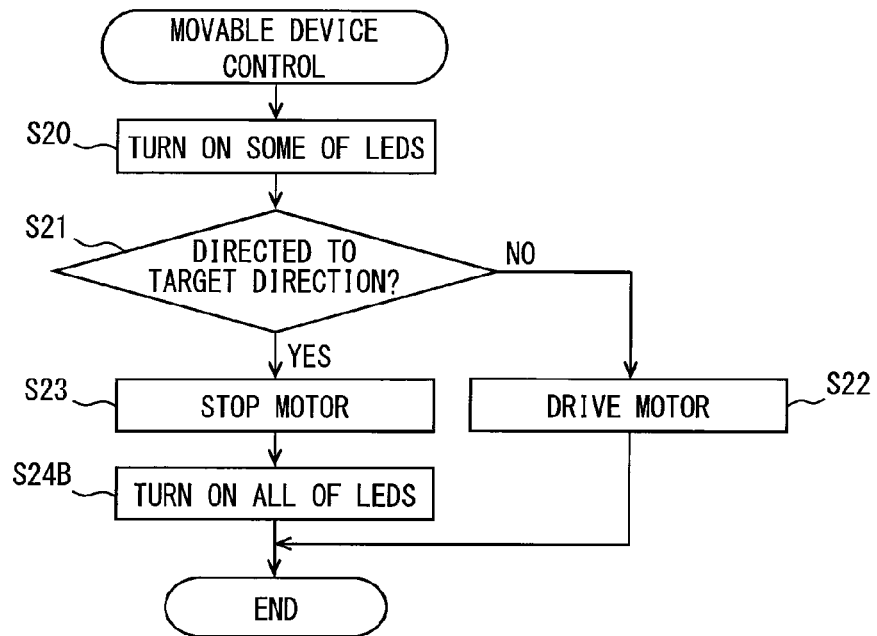 MOVABLE DEVICE
CONTROL
S20
TURN ON SOME OF LEDS
S21
DIRECTED TO
TARGET DIRECTION?
NO
YES
S23
STOP MOTOR
DRIVE MOTOR
S22
S24B
TURN ON ALL OF LEDS
END